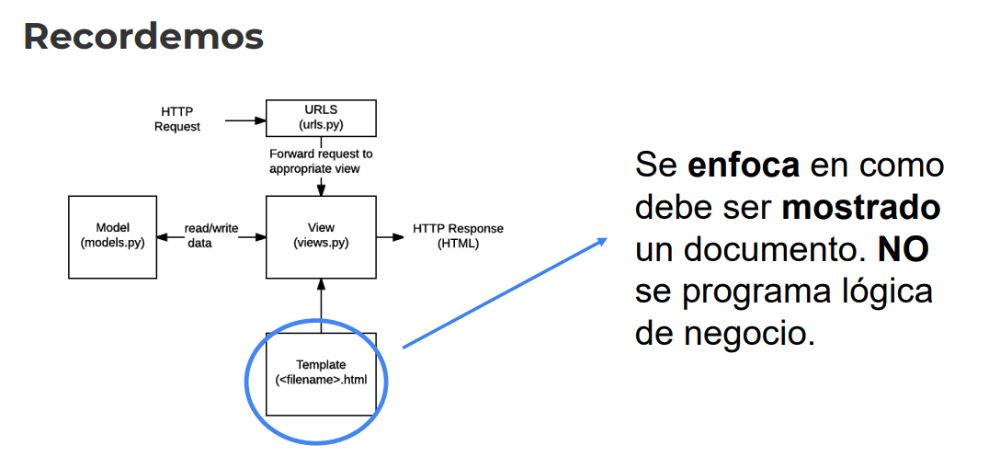 Recordemos
HTTP
Request
URLS
(urls.py)
Forward request to
appropriate view
Model
(models.py)
read/write
data
View
(views.py)
HTTP Response
(HTML)
Template
(<filename>.html
Se enfoca en como
debe ser mostrado
un documento. NO
se programa lógica
de negocio.